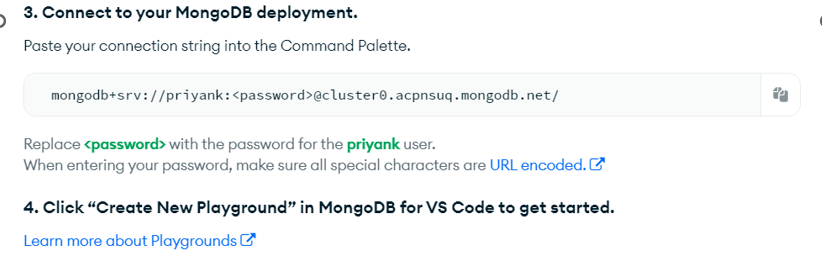 3. Connect to your MongoDB deployment.
Paste your connection string into the Command Palette.
mongodb+srv://priyank:<password>@cluster0.acpnsuq.mongodb.net/
Replace <password> with the password for the priyank user.
When entering your password, make sure all special characters are URL encoded.
4. Click “Create New Playground” in MongoDB for VS Code to get started.
Learn more about Playgrounds